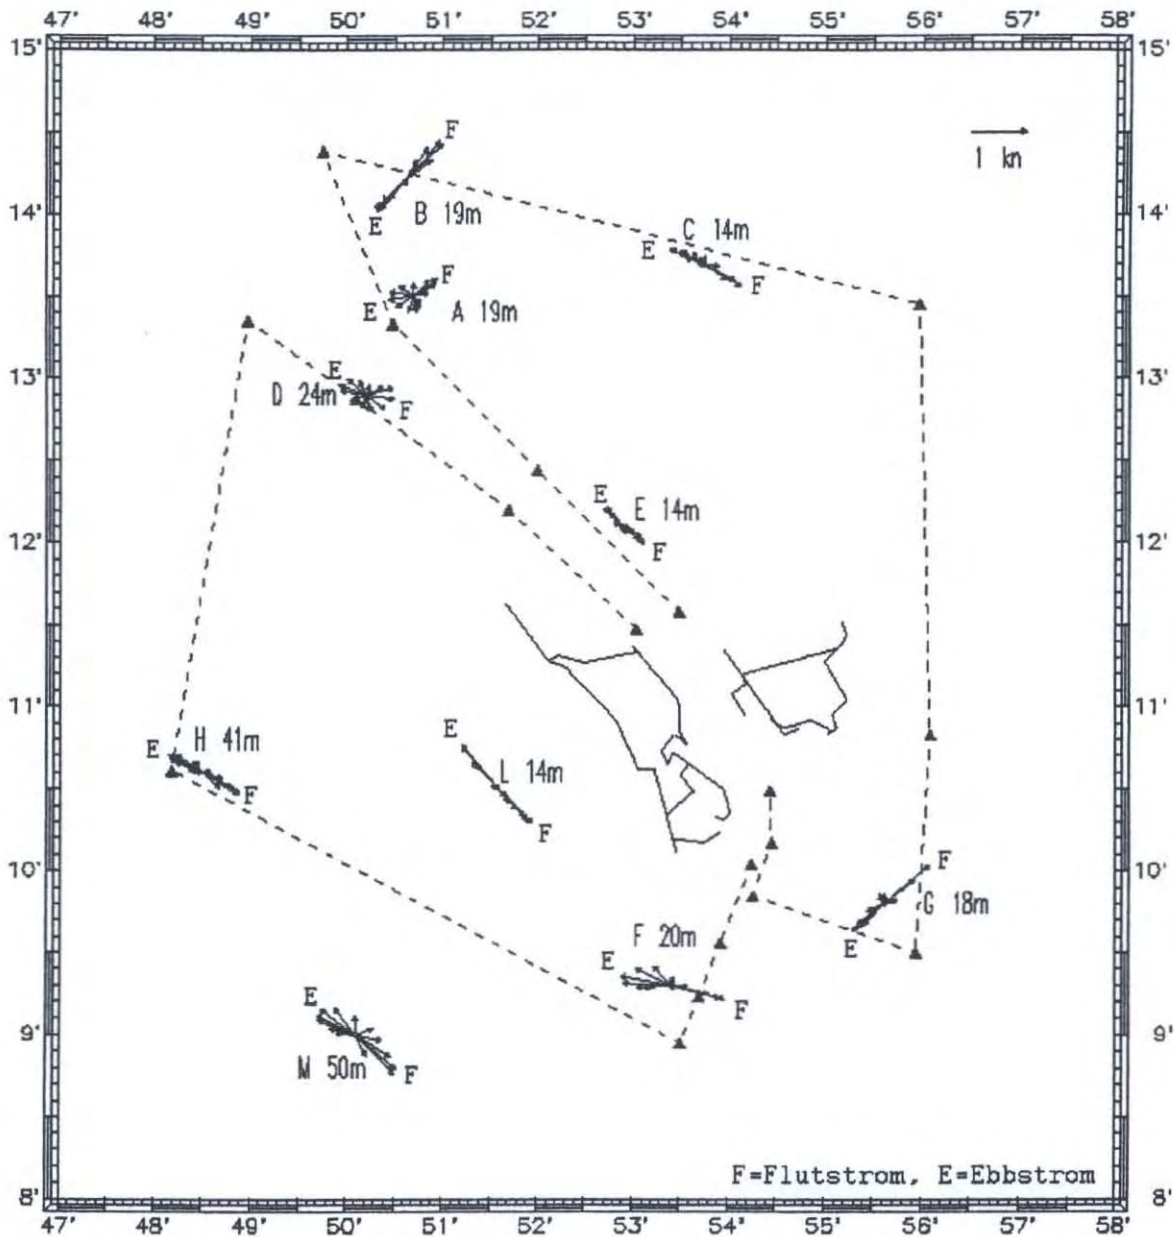 47' 48' 49' 50' 51' 52' 53' 54' 55' 56' 57' 58'
15' 15'
F
1 kn
14' B 19m C 14m 14'
E E
F F
E A 19m
13' E 13'
D 24m F
E E 14m
12' F 12'
11' 11'
E H 41m E
L 14m
F F
10' F 10'
G 18m
F 20m
E E
E F
9' 9'
M 50m F
F=Flutstrom, E=Ebbstrom
8' 8'
47' 48' 49' 50' 51' 52' 53' 54' 55' 56' 57' 58'